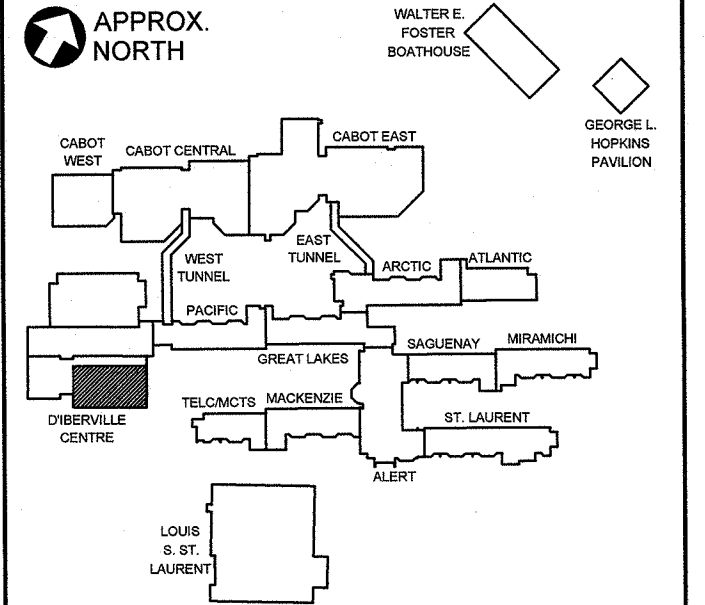 APPROX.
NORTH
WALTER E.
FOSTER
BOATHOUSE
GEORGE L.
HOPKINS
PAVILION
CABOT
WEST
CABOT CENTRAL
CABOT EAST
WEST
TUNNEL
EAST
TUNNEL
ARCTIC
ATLANTIC
PACIFIC
GREAT LAKES
SAGUENAY
MIRAMICHI
D'IBERVILLE
CENTRE
TELC/MCTS
MACKENZIE
ST. LAURENT
ALERT
LOUIS
S. ST.
LAURENT